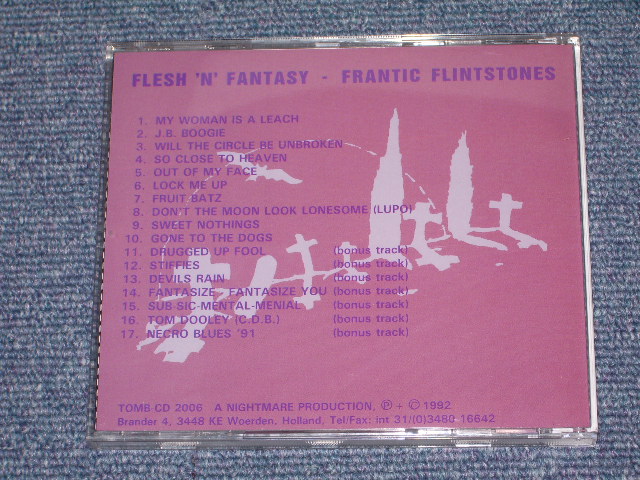 FLESH 'N' FANTASY - FRANTIC FLINTSTONES
1. MY WOMAN IS A LEACH
2. J.B. BOOGIE
3. WILL THE CIRCLE BE UNBROKEN
4. SO CLOSE TO HEAVEN
5. OUT OF MY FACE
6. LOCK ME UP
7. FRUIT BATZ
8. DON'T THE MOON LOOK LONESOME (LUPO)
9. SWEET NOTHINGS
10. GONE TO THE DOGS
11. DRUGGED UP FOOL (bonus track)
12. STIFFIES (bonus track)
13. DEVILS RAIN (bonus track)
14. FANTASIZE - FANTASIZE YOU (bonus track)
15. SUB-SIC-MENTAL-MENIAL (bonus track)
16. TOM DOOLEY (C.D.B.) (bonus track)
17. NECRO BLUES '91 (bonus track)
TOMB-CD 2006 A NIGHTMARE PRODUCTION, ℗ + © 1992
Brander 4, 3448 KE Woerden. Holland, Tel/Fax: int 31/(0)3480 16642